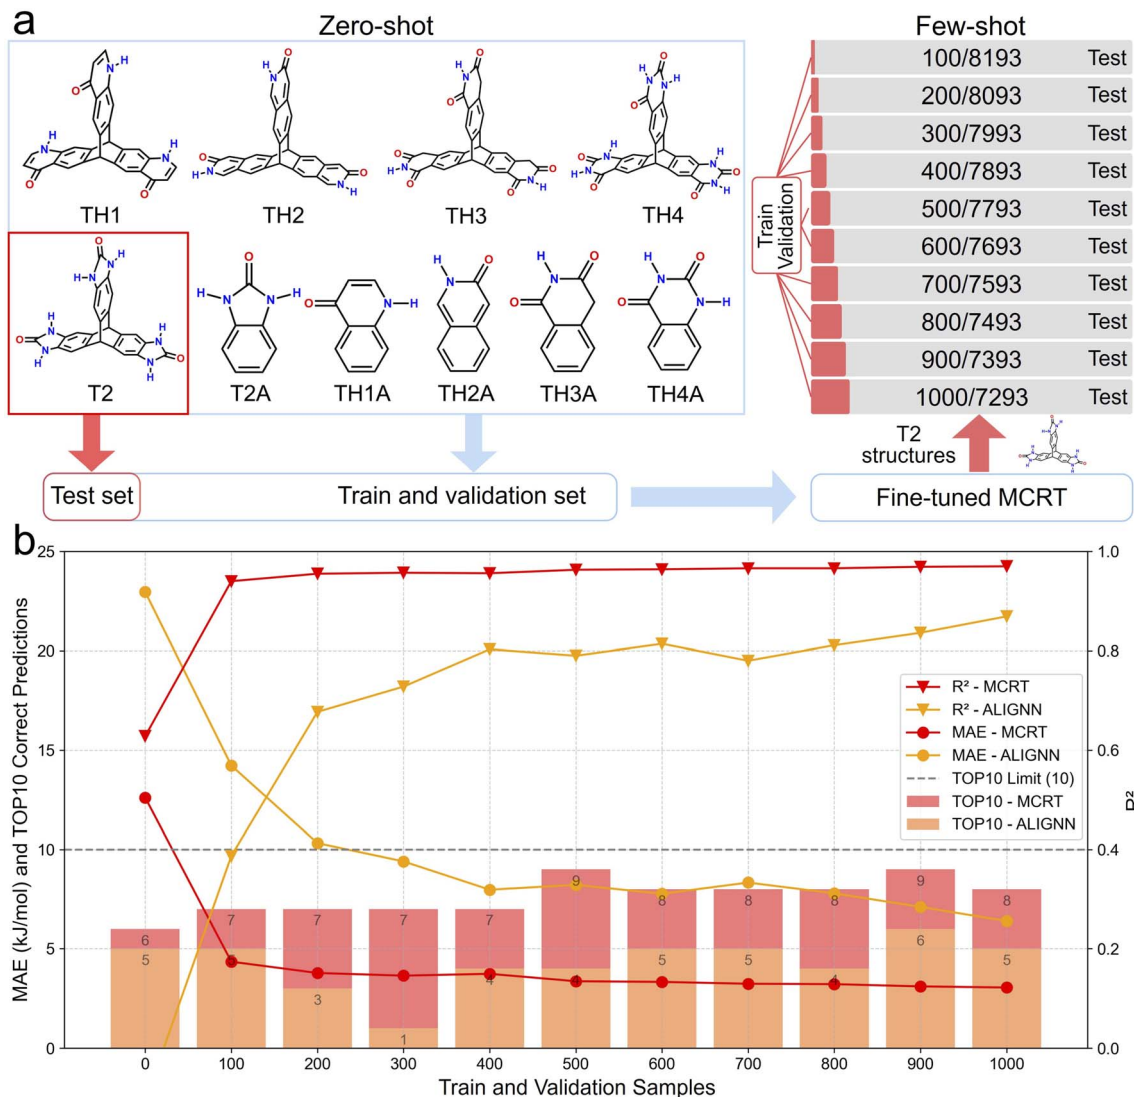 a
Zero-shot
Few-shot
TH1
TH2
TH3
TH4
T2
T2A
TH1A
TH2A
TH3A
TH4A
Train
Validation
100/8193 Test
200/8093 Test
300/7993 Test
400/7893 Test
500/7793 Test
600/7693 Test
700/7593 Test
800/7493 Test
900/7393 Test
1000/7293 Test
T2
structures
Test set
Train and validation set
Fine-tuned MCRT
b
MAE (kJ/mol) and TOP10 Correct Predictions
25
20
15
10
5
0
1.0
0.8
0.6
0.4
0.2
0.0
R²
R² - MCRT
R² - ALIGNN
MAE - MCRT
MAE - ALIGNN
TOP10 Limit (10)
TOP10 - MCRT
TOP10 - ALIGNN
6 7 7 7 7 9 8 8 8 9 8
5 5 3 1 4 4 5 5 4 6 5
0 100 200 300 400 500 600 700 800 900 1000
Train and Validation Samples